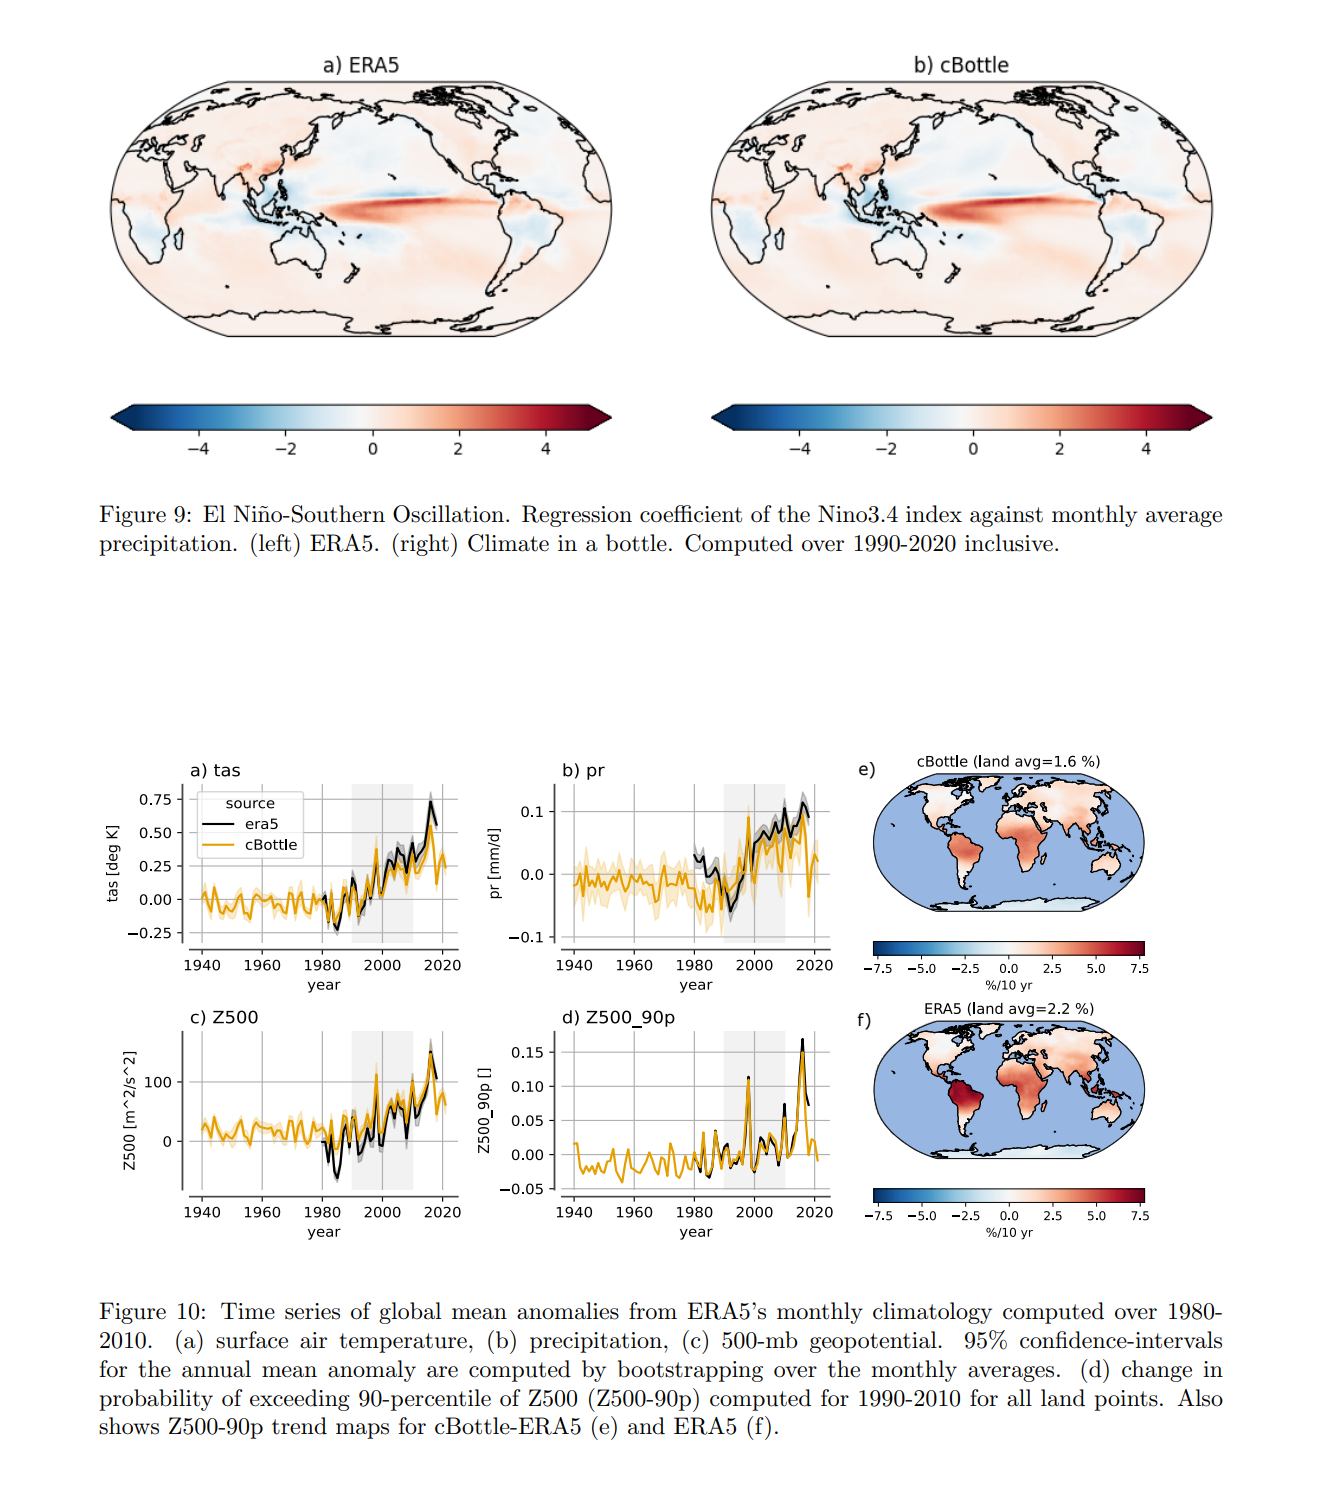 a) ERA5
b) cBottle
−4 −2 0 2 4
−4 −2 0 2 4
Figure 9: El Niño-Southern Oscillation. Regression coefficient of the Nino3.4 index against monthly average
precipitation. (left) ERA5. (right) Climate in a bottle. Computed over 1990-2020 inclusive.
a) tas
tas [deg K]
0.75
0.50
0.25
0.00
−0.25
source
era5
cBottle
1940 1960 1980 2000 2020
year
b) pr
pr [mm/d]
0.1
0.0
−0.1
1940 1960 1980 2000 2020
year
e)
cBottle (land avg=1.6 %)
−7.5 −5.0 −2.5 0.0 2.5 5.0 7.5
%/10 yr
c) Z500
Z500 [m^2/s^2]
100
0
1940 1960 1980 2000 2020
year
d) Z500_90p
Z500_90p []
0.15
0.10
0.05
0.00
−0.05
1940 1960 1980 2000 2020
year
f)
ERA5 (land avg=2.2 %)
−7.5 −5.0 −2.5 0.0 2.5 5.0 7.5
%/10 yr
Figure 10: Time series of global mean anomalies from ERA5's monthly climatology computed over 1980-
2010. (a) surface air temperature, (b) precipitation, (c) 500-mb geopotential. 95% confidence-intervals
for the annual mean anomaly are computed by bootstrapping over the monthly averages. (d) change in
probability of exceeding 90-percentile of Z500 (Z500-90p) computed for 1990-2010 for all land points. Also
shows Z500-90p trend maps for cBottle-ERA5 (e) and ERA5 (f).